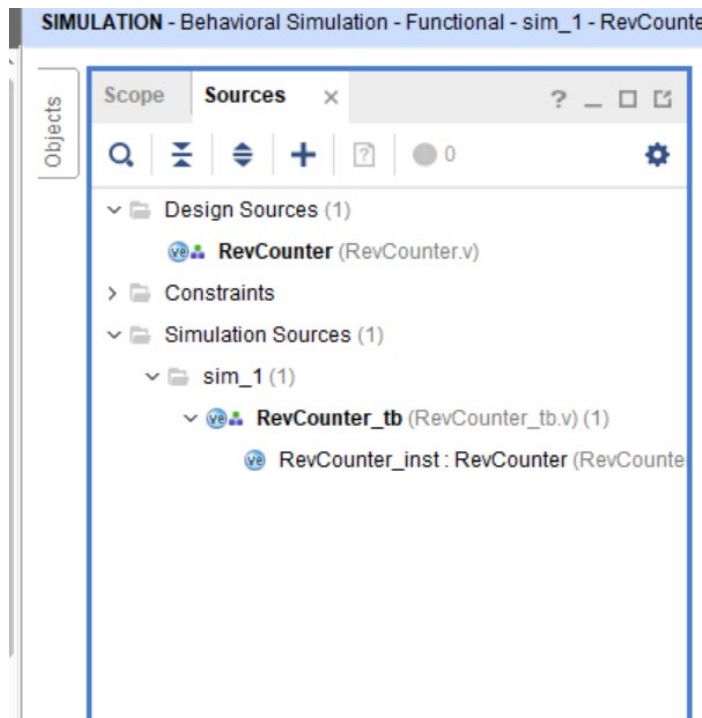 SIMULATION - Behavioral Simulation - Functional - sim_1 - RevCounte
Objects
Scope Sources × ?
0
Design Sources (1)
RevCounter (RevCounter.v)
Constraints
Simulation Sources (1)
sim_1 (1)
RevCounter_tb (RevCounter_tb.v) (1)
RevCounter_inst : RevCounter (RevCounte